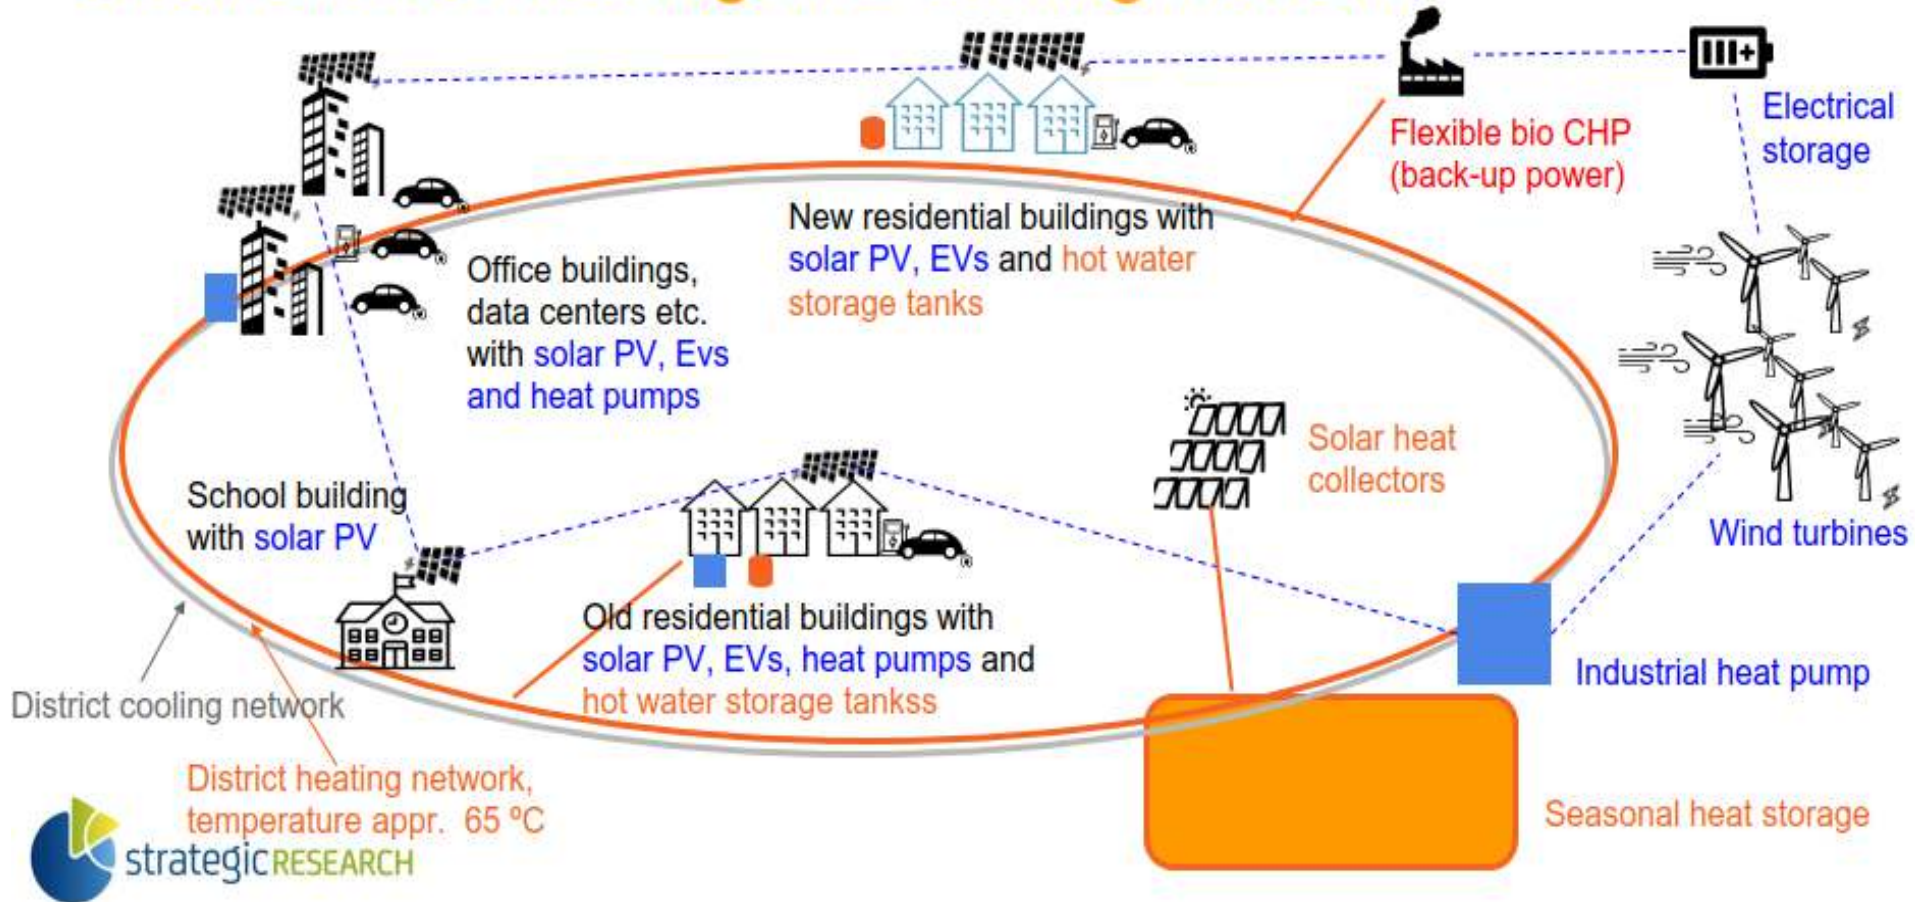 Electrical
storage
Flexible bio CHP
(back-up power)
New residential buildings with
solar PV, EVs and hot water
storage tanks
Office buildings,
data centers etc.
with solar PV, Evs
and heat pumps
Solar heat
collectors
School building
with solar PV
Wind turbines
Old residential buildings with
solar PV, EVs, heat pumps and
hot water storage tankss
Industrial heat pump
District cooling network
District heating network,
temperature appr. 65 ºC
Seasonal heat storage
strategic RESEARCH